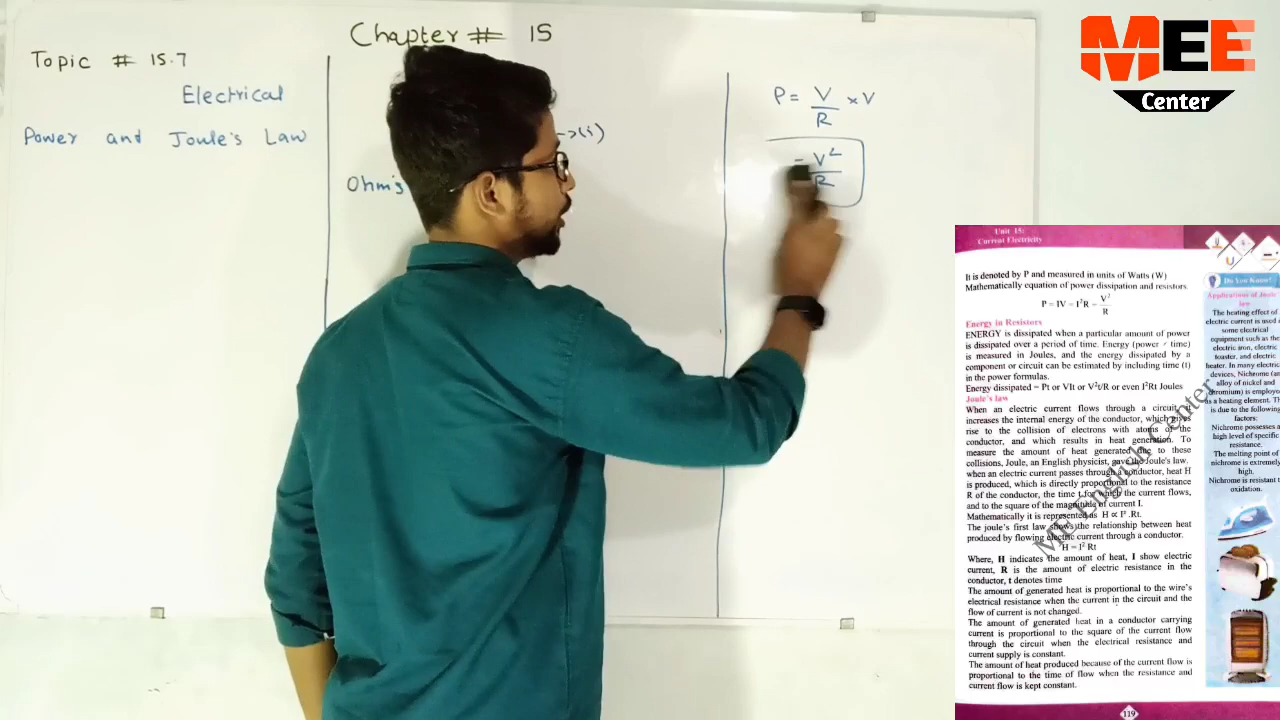 Chapter # 15
Topic # 15.7
Electrical
Power and Joule's Law
→(i)
Ohm's
P = V/R × V
= V²/R
MEE
Center
Unit 15:
Current Electricity
It is denoted by P and measured in units of Watts (W)
Mathematically equation of power dissipation and resistors.
P = IV = I²R = V²/R
Energy in Resistors
ENERGY is dissipated when a particular amount of power
is dissipated over a period of time. Energy (power × time)
is measured in Joules, and the energy dissipated by a
component or circuit can be estimated by including time (t)
in the power formulas.
Energy dissipated = Pt or VIt or V²t/R or even I²Rt Joules
Joule's law
When an electric current flows through a circuit, it
increases the internal energy of the conductor, which gives
rise to the collision of electrons with atoms of the
conductor, and which results in heat generation. To
measure the amount of heat generated due to these
collisions, Joule, an English physicist, gave the Joule's law.
when an electric current passes through a conductor, heat H
is produced, which is directly proportional to the resistance
R of the conductor, the time t for which the current flows,
and to the square of the magnitude of current I.
Mathematically it is represented as H ∝ I² .Rt.
The joule's first law shows the relationship between heat
produced by flowing electric current through a conductor.
H = I² Rt
Where, H indicates the amount of heat, I show electric
current, R is the amount of electric resistance in the
conductor, t denotes time
The amount of generated heat is proportional to the wire's
electrical resistance when the current in the circuit and the
flow of current is not changed.
The amount of generated heat in a conductor carrying
current is proportional to the square of the current flow
through the circuit when the electrical resistance and
current supply is constant.
The amount of heat produced because of the current flow is
proportional to the time of flow when the resistance and
current flow is kept constant.
119
Do You Know!
Applications of Joule's
law
The heating effect of
electric current is used
some electrical
equipment such as the
electric iron, electric
toaster, and electric
heater. In many electric
devices, Nichrome (an
alloy of nickel and
chromium) is employed
as a heating element.
is due to the following
factors:
Nichrome possesses a
high level of specific
resistance.
The melting point of
nichrome is extremely
high.
Nichrome is resistant to
oxidation.
ME English Center